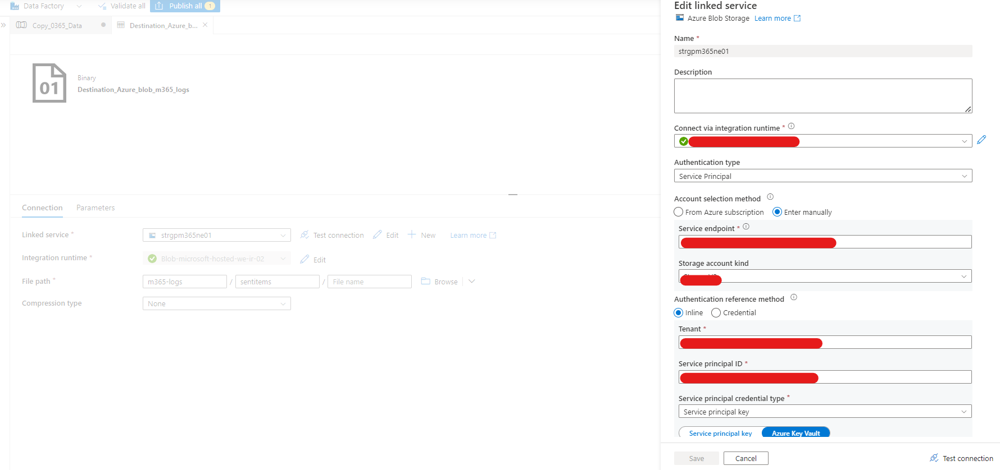 Data Factory
Validate all
Publish all 1
Copy_0365_Data
Destination_Azure_b...
01
Binary
Destination_Azure_blob_m365_logs
Connection
Parameters
Linked service *
strgpm365ne01
Test connection
Edit
New
Learn more
Integration runtime *
Blob-microsoft-hosted-we-ir-02
Edit
File path *
m365-logs / sentitems / File name
Browse
Compression type
None
Edit linked service
Azure Blob Storage Learn more
Name *
strgpm365ne01
Description
Connect via integration runtime *
Authentication type
Service Principal
Account selection method
From Azure subscription Enter manually
Service endpoint *
Storage account kind
Authentication reference method
Inline Credential
Tenant *
Service principal ID *
Service principal credential type *
Service principal key
Service principal key Azure Key Vault
Save Cancel Test connection